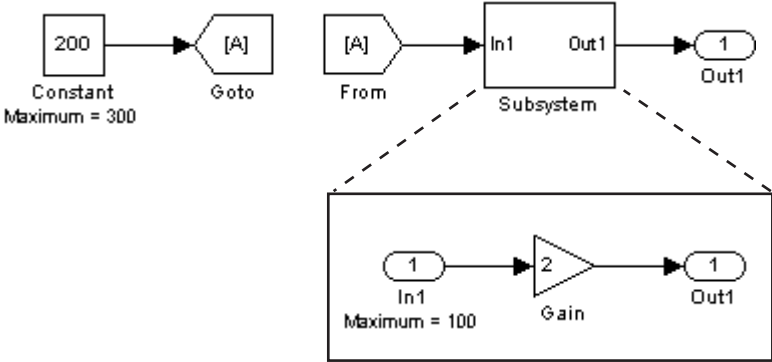 200
[A]
[A]
In1
Out1
1
Constant
Goto
From
Subsystem
Out1
Maximum = 300
1
2
1
In1
Gain
Out1
Maximum = 100